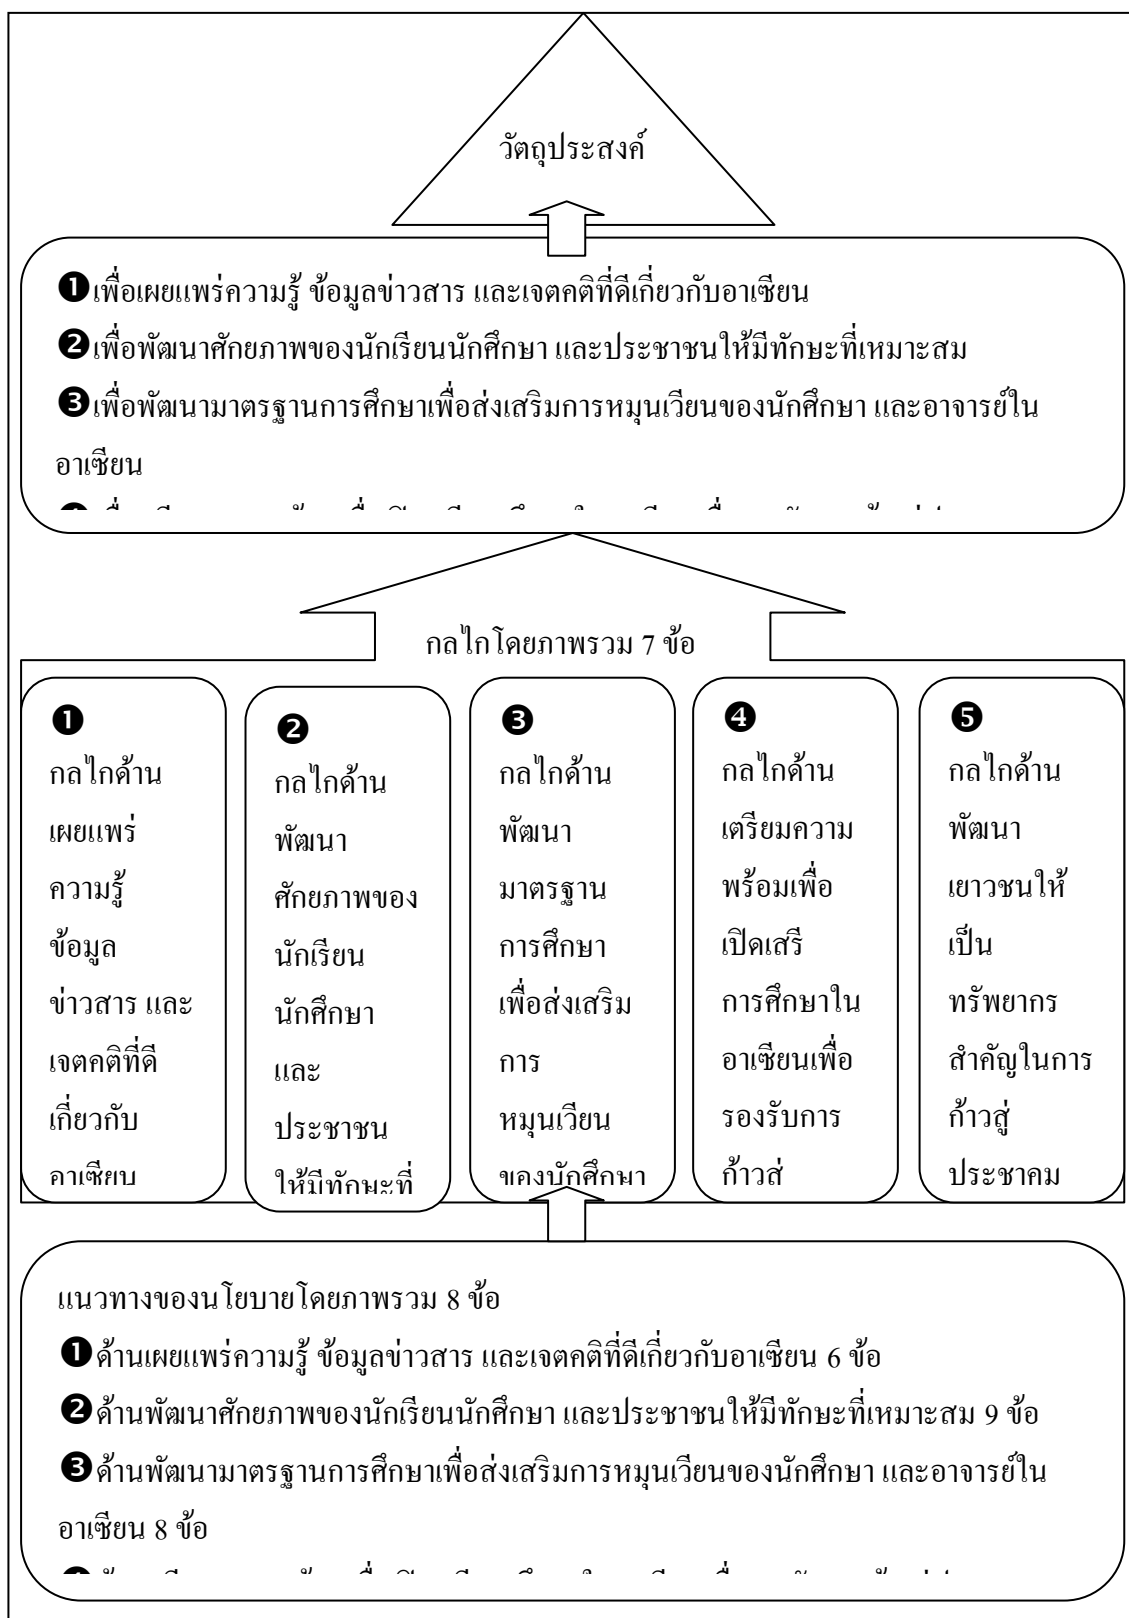 วัตถุประสงค์
❶เพื่อเผยแพร่ความรู้ ข้อมูลข่าวสาร และเจตคติที่ดีเกี่ยวกับอาเซียน
❷เพื่อพัฒนาศักยภาพของนักเรียนนักศึกษา และประชาชนให้มีทักษะที่เหมาะสม
❸เพื่อพัฒนามาตรฐานการศึกษาเพื่อส่งเสริมการหมุนเวียนของนักศึกษา และอาจารย์ใน
อาเซียน
กลไกโดยภาพรวม 7 ข้อ
❶
กลไกด้าน
เผยแพร่
ความรู้
ข้อมูล
ข่าวสาร และ
เจตคติที่ดี
เกี่ยวกับ
อาเซียน
❷
กลไกด้าน
พัฒนา
ศักยภาพของ
นักเรียน
นักศึกษา
และ
ประชาชน
ให้มีทักษะที่
❸
กลไกด้าน
พัฒนา
มาตรฐาน
การศึกษา
เพื่อส่งเสริม
การ
หมุนเวียน
ของนักศึกษา
❹
กลไกด้าน
เตรียมความ
พร้อมเพื่อ
เปิดเสรี
การศึกษาใน
อาเซียนเพื่อ
รองรับการ
ก้าวสู่
❺
กลไกด้าน
พัฒนา
เยาวชนให้
เป็น
ทรัพยากร
สำคัญในการ
ก้าวสู่
ประชาคม
แนวทางของนโยบายโดยภาพรวม 8 ข้อ
❶ด้านเผยแพร่ความรู้ ข้อมูลข่าวสาร และเจตคติที่ดีเกี่ยวกับอาเซียน 6 ข้อ
❷ด้านพัฒนาศักยภาพของนักเรียนนักศึกษา และประชาชนให้มีทักษะที่เหมาะสม 9 ข้อ
❸ด้านพัฒนามาตรฐานการศึกษาเพื่อส่งเสริมการหมุนเวียนของนักศึกษา และอาจารย์ใน
อาเซียน 8 ข้อ